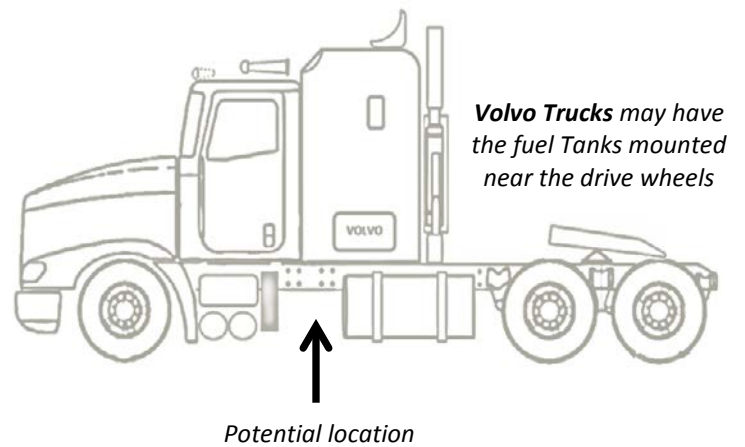 Volvo Trucks may have
the fuel Tanks mounted
near the drive wheels
VOLVO
Potential location